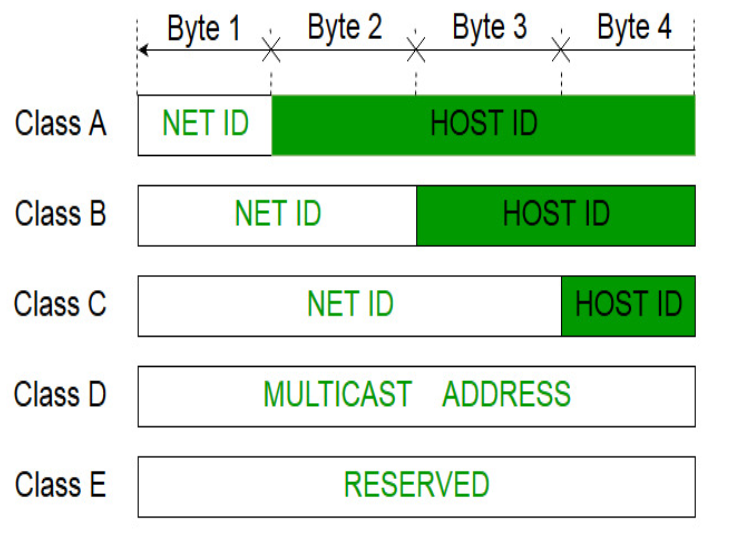 Byte 1 Byte 2 Byte 3 Byte 4
Class A NET ID HOST ID
Class B NET ID HOST ID
Class C NET ID HOST ID
Class D MULTICAST ADDRESS
Class E RESERVED